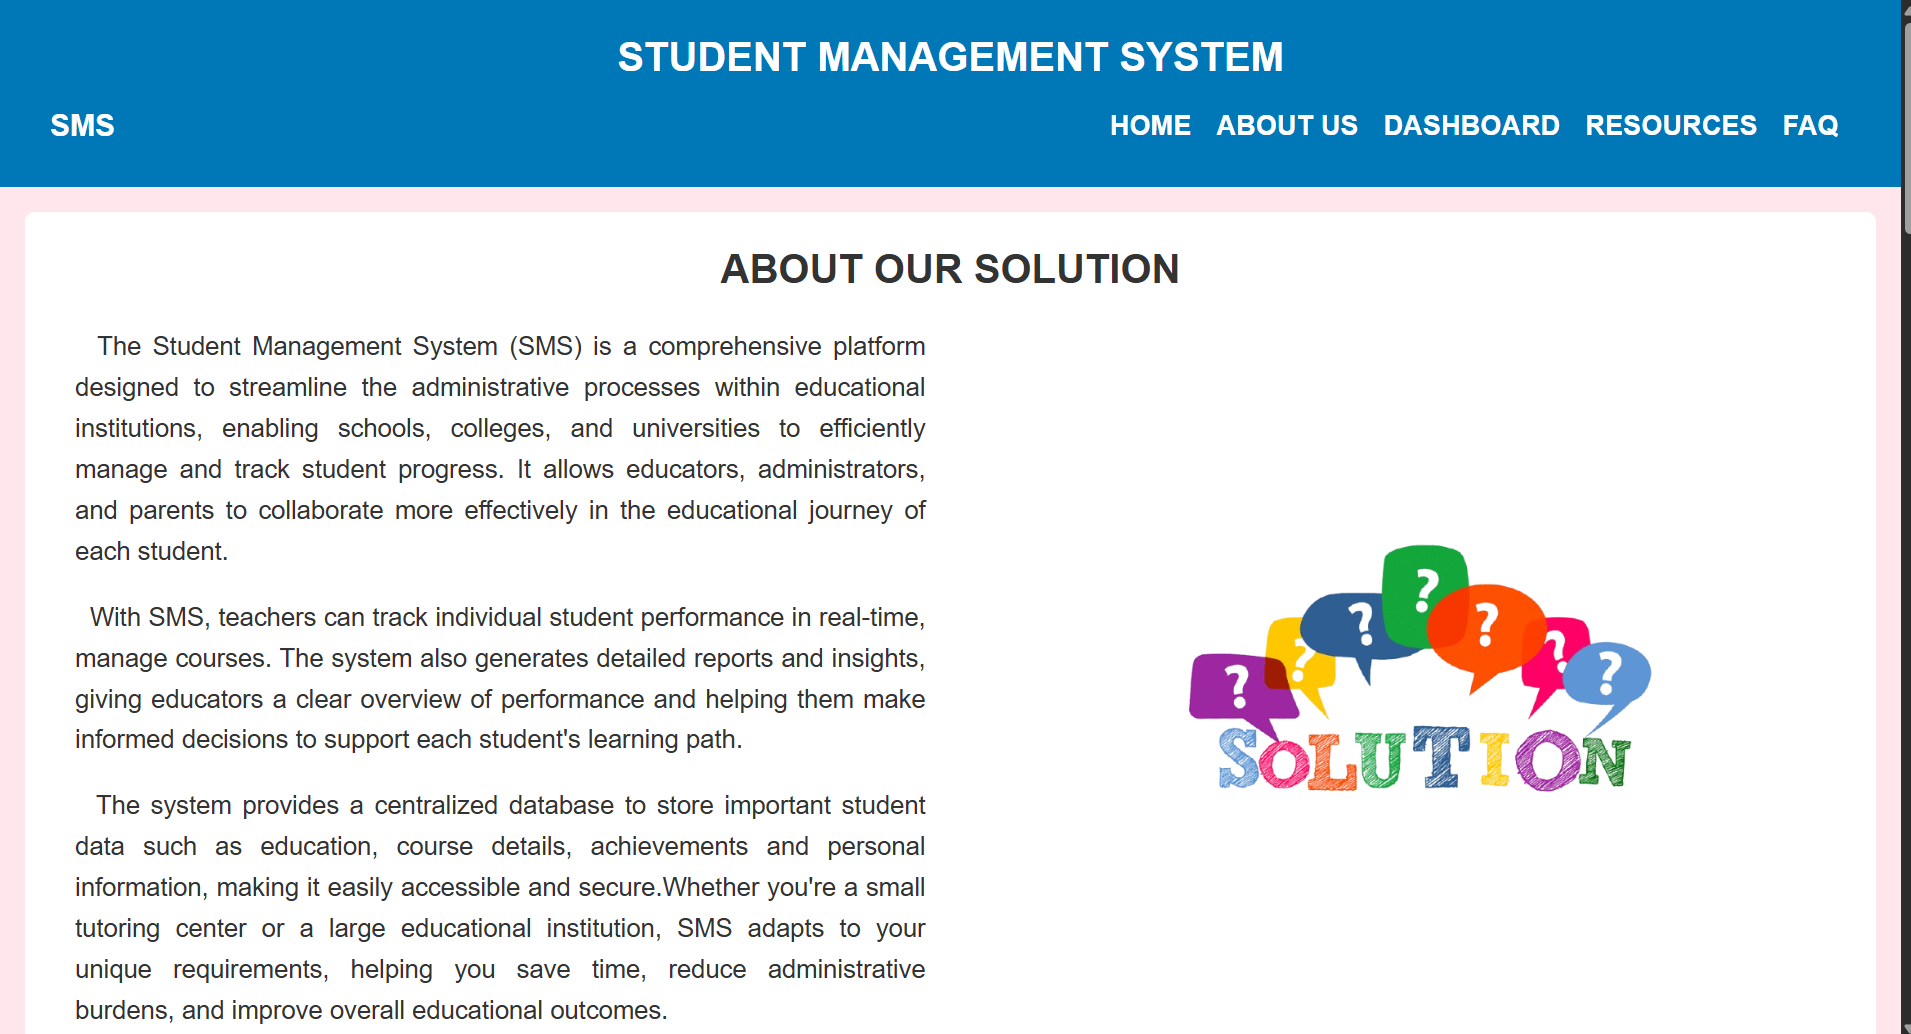 STUDENT MANAGEMENT SYSTEM
SMS
HOME ABOUT US DASHBOARD RESOURCES FAQ
ABOUT OUR SOLUTION
The Student Management System (SMS) is a comprehensive platform
designed to streamline the administrative processes within educational
institutions, enabling schools, colleges, and universities to efficiently
manage and track student progress. It allows educators, administrators,
and parents to collaborate more effectively in the educational journey of
each student.
With SMS, teachers can track individual student performance in real-time,
manage courses. The system also generates detailed reports and insights,
giving educators a clear overview of performance and helping them make
informed decisions to support each student's learning path.
The system provides a centralized database to store important student
data such as education, course details, achievements and personal
information, making it easily accessible and secure.Whether you're a small
tutoring center or a large educational institution, SMS adapts to your
unique requirements, helping you save time, reduce administrative
burdens, and improve overall educational outcomes.
? ? ? ? ? ? ?
SOLUTION